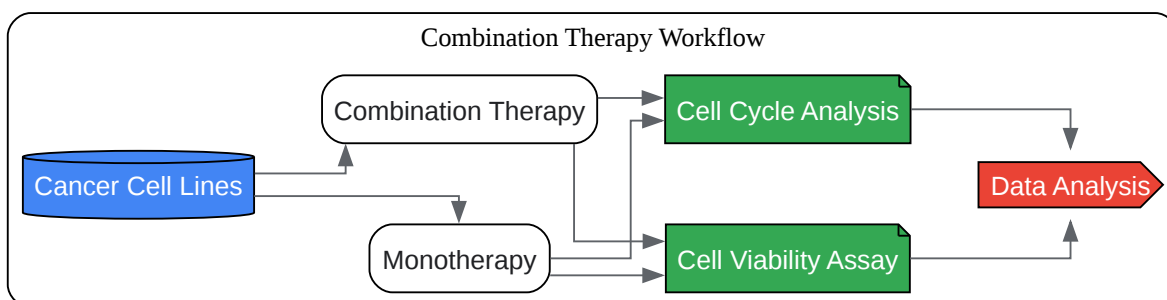 Combination Therapy Workflow
Combination Therapy
Cell Cycle Analysis
Cancer Cell Lines
Data Analysis
Monotherapy
Cell Viability Assay